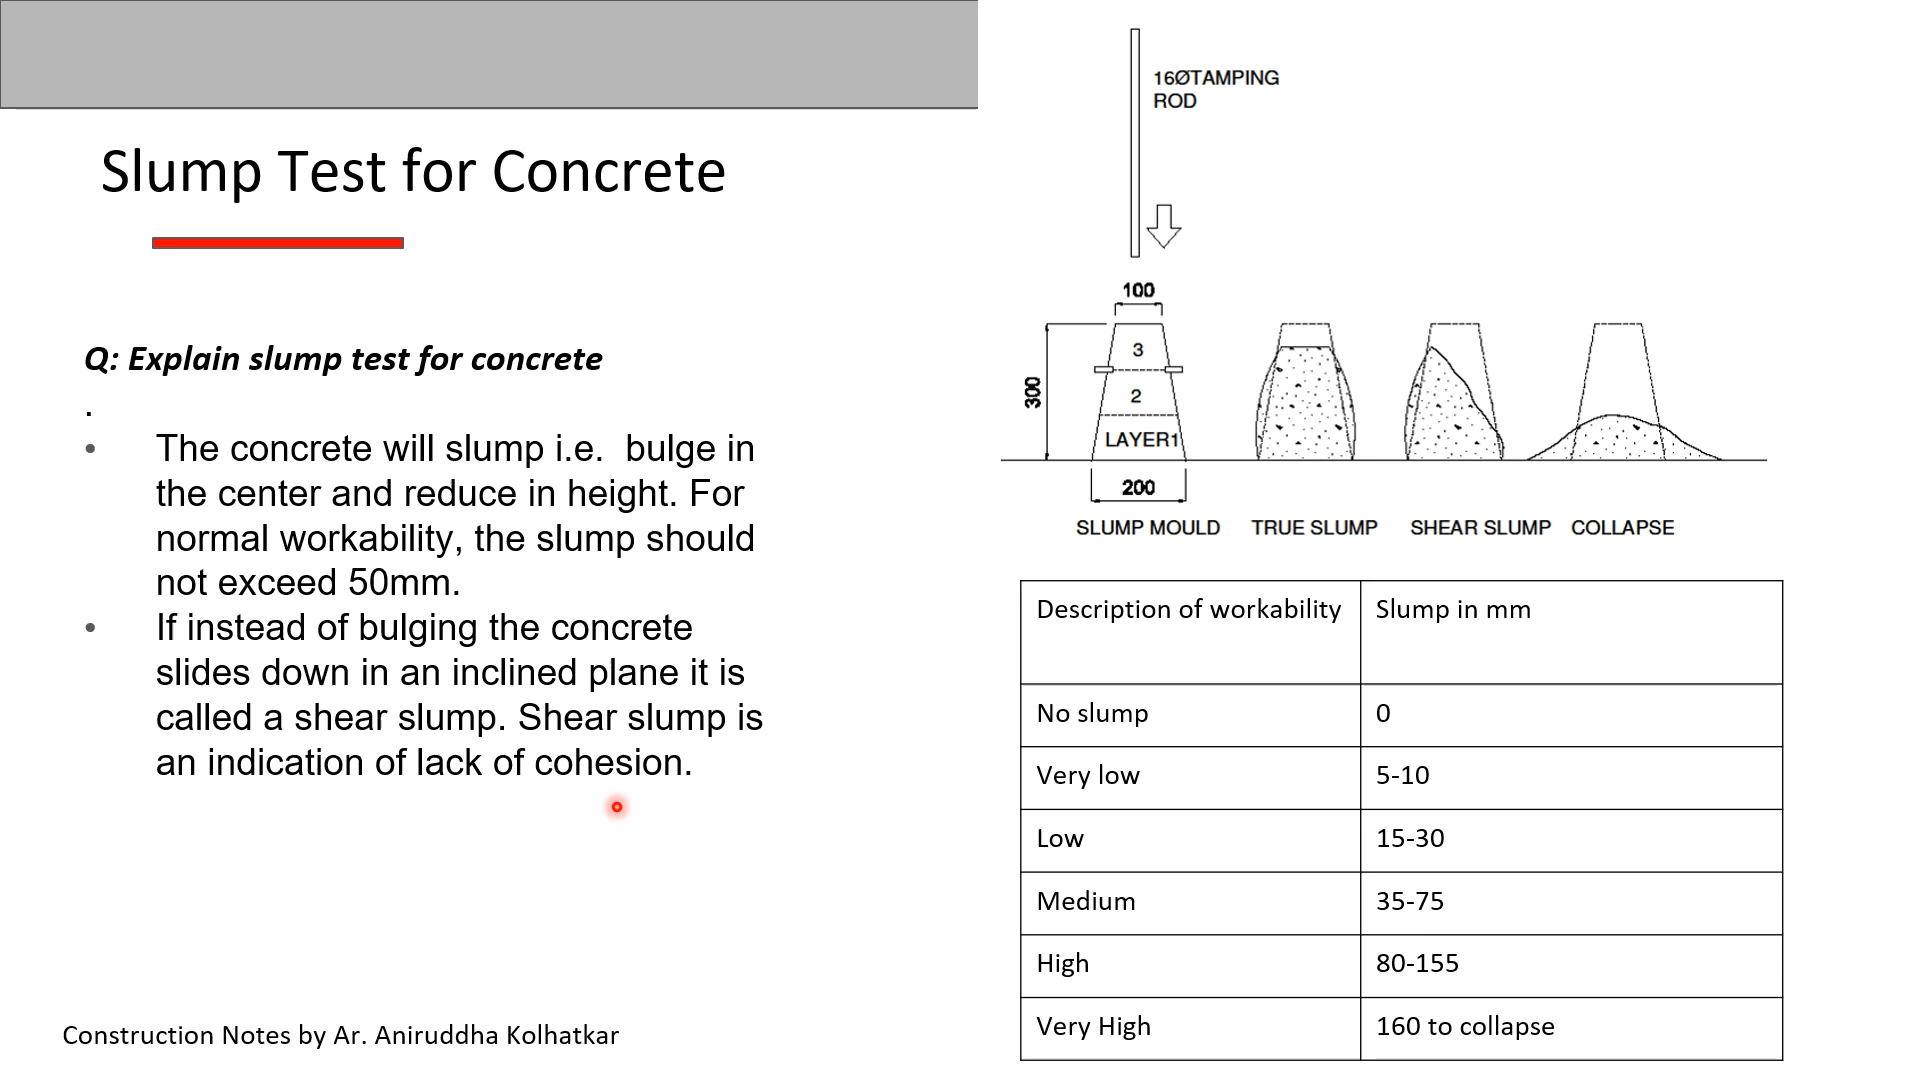 Slump Test for Concrete
Q: Explain slump test for concrete
.
• The concrete will slump i.e.  bulge in
the center and reduce in height. For
normal workability, the slump should
not exceed 50mm.
• If instead of bulging the concrete
slides down in an inclined plane it is
called a shear slump. Shear slump is
an indication of lack of cohesion.
Construction Notes by Ar. Aniruddha Kolhatkar
16ØTAMPING
ROD
100
300
3
2
LAYER1
200
SLUMP MOULD TRUE SLUMP SHEAR SLUMP COLLAPSE
Description of workability Slump in mm
No slump 0
Very low 5-10
Low 15-30
Medium 35-75
High 80-155
Very High 160 to collapse